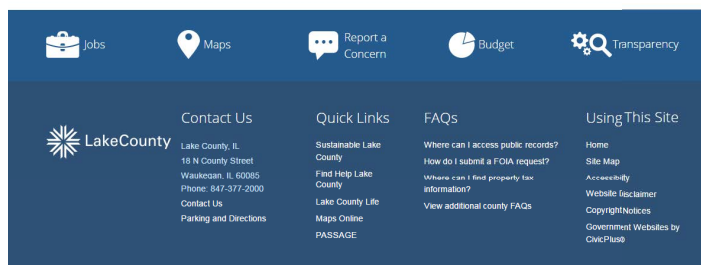 Jobs
Maps
Report a
Concern
Budget
Transparency
LakeCounty
Contact Us
Lake County, IL
18 N County Street
Waukegan, IL 60085
Phone: 847-377-2000
Contact Us
Parking and Directions
Quick Links
Sustainable Lake
County
Find Help Lake
County
Lake County Life
Maps Online
PASSAGE
FAQs
Where can I access public records?
How do I submit a FOIA request?
Where can I find property tax
information?
View additional county FAQs
Using This Site
Home
Site Map
Accessibility
Website Disclaimer
Copyright Notices
Government Websites by
CivicPlus®